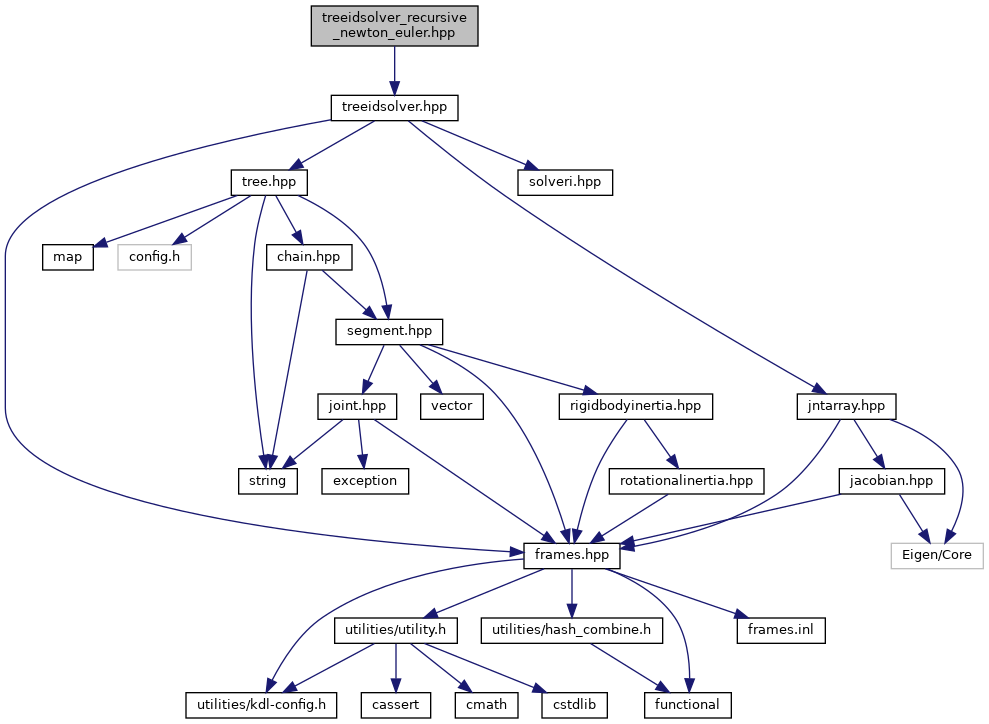 treeidsolver_recursive
_newton_euler.hpp
treeidsolver.hpp
tree.hpp
solveri.hpp
map
config.h
chain.hpp
segment.hpp
joint.hpp
vector
rigidbodyinertia.hpp
jntarray.hpp
string
exception
rotationalinertia.hpp
jacobian.hpp
frames.hpp
Eigen/Core
utilities/utility.h
utilities/hash_combine.h
frames.inl
utilities/kdl-config.h
cassert
cmath
cstdlib
functional